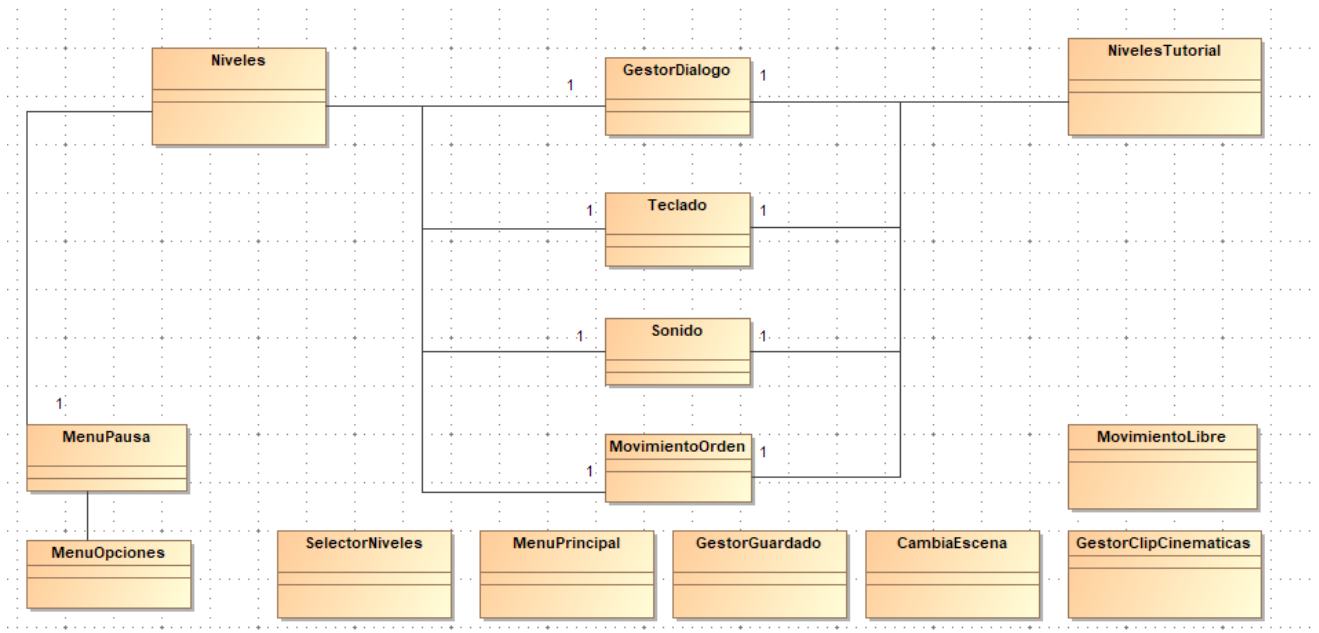 Niveles
GestorDialogo
NivelesTutorial
1
1
Teclado
1
1
Sonido
1
1
MenuPausa
1
MovimientoOrden
1
1
MovimientoLibre
MenuOpciones
SelectorNiveles
MenuPrincipal
GestorGuardado
CambiaEscena
GestorClipCinematicas